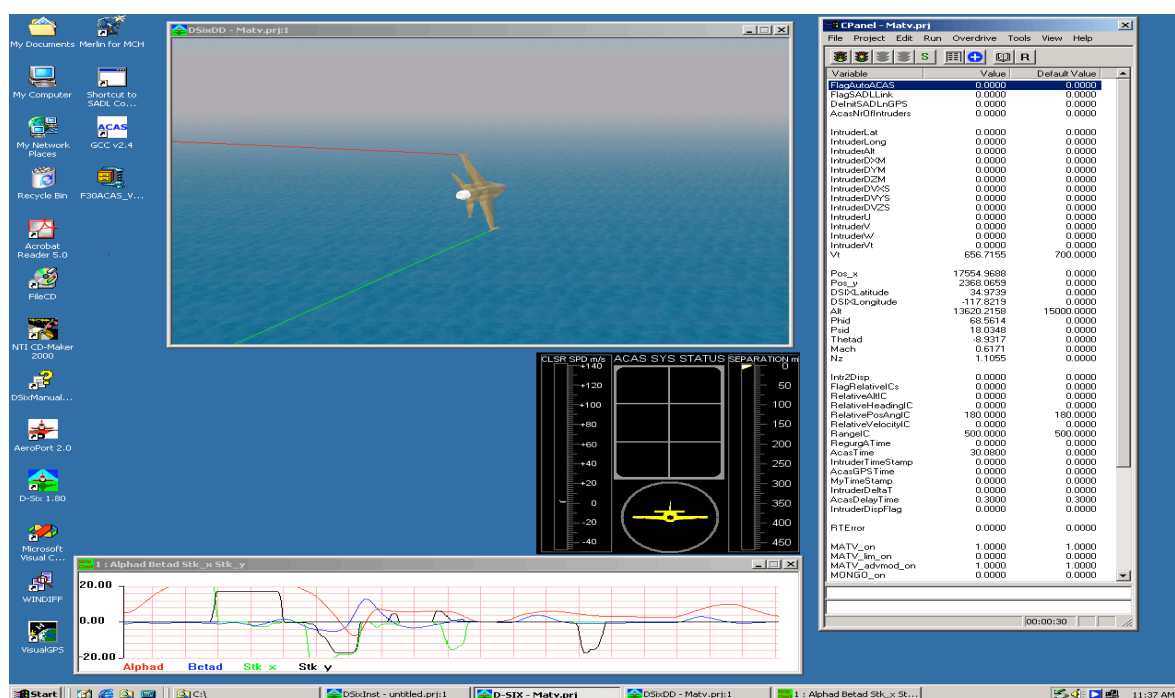 My Documents
Merlin for MCH
My Computer
Shortcut to
SADL Co...
My Network
Places
ACAS
GCC v2.4
Recycle Bin
F30ACAS_V...
Acrobat
Reader 5.0
FileCD
NTI CD-Maker
2000
DSixManual...
AeroPort 2.0
D-Six 1.80
Microsoft
Visual C...
WINDIFF
VisualGPS
DSixDD - Matv.prj:1
CLSR SPD m/s
ACAS SYS STATUS
SEPARATION m
+140
+120
+100
+80
+60
+40
+20
0
-20
-40
0
50
100
150
200
250
300
350
400
450
1 : Alphad Betad Stk_x Stk_y
20.00
0.00
-20.00
Alphad Betad Stk x Stk y
CPanel - Matv.prj
File Project Edit Run Overdrive Tools View Help
S R
Variable Value Default Value
FlagAutoACAS 0.0000 0.0000
FlagSADLLink 0.0000 0.0000
DeInitSADLnGPS 0.0000 0.0000
AcasNrOfIntruders 0.0000 0.0000
IntruderLat 0.0000 0.0000
IntruderLong 0.0000 0.0000
IntruderAlt 0.0000 0.0000
IntruderDXM 0.0000 0.0000
IntruderDYM 0.0000 0.0000
IntruderDZM 0.0000 0.0000
IntruderDVXS 0.0000 0.0000
IntruderDVYS 0.0000 0.0000
IntruderDVZS 0.0000 0.0000
IntruderU 0.0000 0.0000
IntruderV 0.0000 0.0000
IntruderW 0.0000 0.0000
IntruderVt 0.0000 0.0000
Vt 656.7155 700.0000
Pos_x 17554.9688 0.0000
Pos_y 2368.0659 0.0000
DSIXLatitude 34.9739 0.0000
DSIXLongitude -117.8219 0.0000
Alt 13620.2158 15000.0000
Phid 68.5614 0.0000
Psid 18.0348 0.0000
Thetad -8.9317 0.0000
Mach 0.6171 0.0000
Nz 1.1055 0.0000
Intr2Disp 0.0000 0.0000
FlagRelativeICs 0.0000 0.0000
RelativeAltIC 0.0000 0.0000
RelativeHeadingIC 0.0000 0.0000
RelativePosAngIC 180.0000 180.0000
RelativeVelocityIC 0.0000 0.0000
RangeIC 500.0000 500.0000
RegurgATime 0.0000 0.0000
AcasTime 30.0800 0.0000
IntruderTimeStamp 0.0000 0.0000
AcasGPSTime 0.0000 0.0000
MyTimeStamp 0.0000 0.0000
IntruderDeltaT 0.0000 0.0000
AcasDelayTime 0.3000 0.3000
IntruderDispFlag 0.0000 0.0000
RTError 0.0000 0.0000
MATV_on 1.0000 1.0000
MATV_lim_on 0.0000 0.0000
MATV_advmod_on 1.0000 1.0000
MONGO_on 0.0000 0.0000
00:00:30
Start
C:\
DSixInst - untitled.prj:1
D-SIX - Matv.prj
DSixDD - Matv.prj:1
1 : Alphad Betad Stk_x St...
11:37 AM